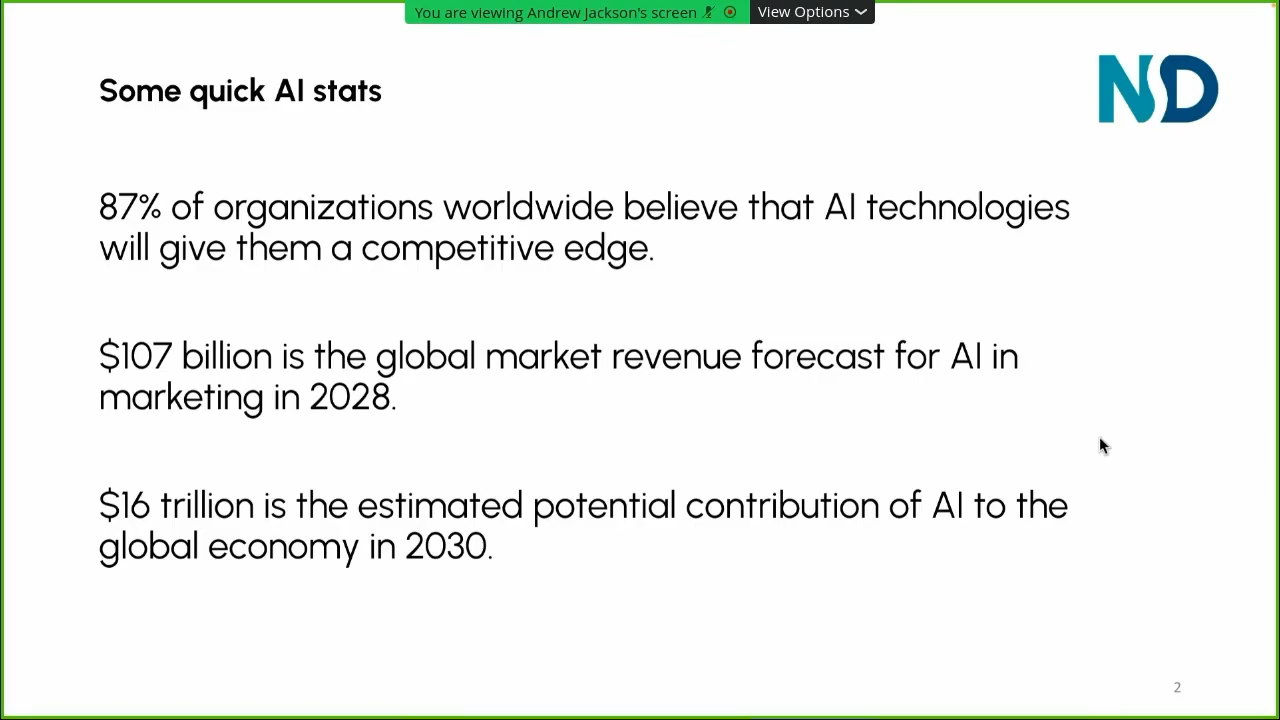 You are viewing Andrew Jackson's screen View Options
Some quick AI stats
ND
87% of organizations worldwide believe that AI technologies
will give them a competitive edge.
$107 billion is the global market revenue forecast for AI in
marketing in 2028.
$16 trillion is the estimated potential contribution of AI to the
global economy in 2030.
2